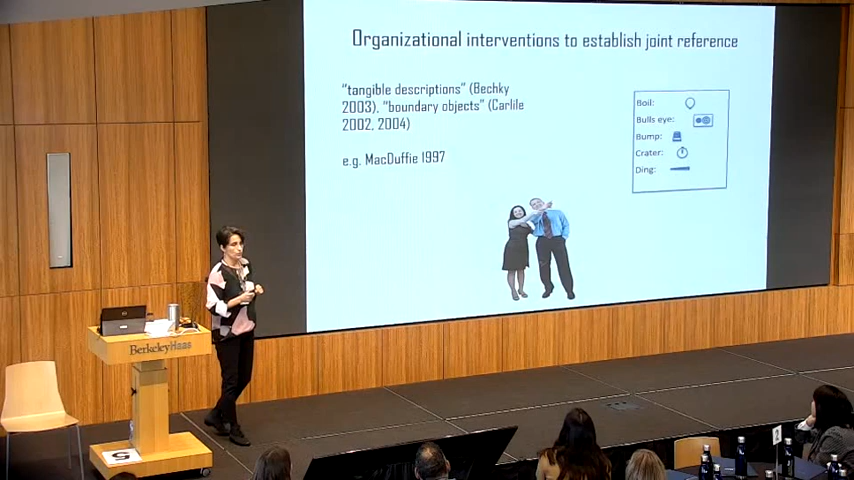 Organizational interventions to establish joint reference
"tangible descriptions" (Bechky
2003), "boundary objects" (Carlile
2002, 2004)
e.g. MacDuffie 1997
Boil:
Bulls eye:
Bump:
Crater:
Ding:
BerkeleyHaas
5